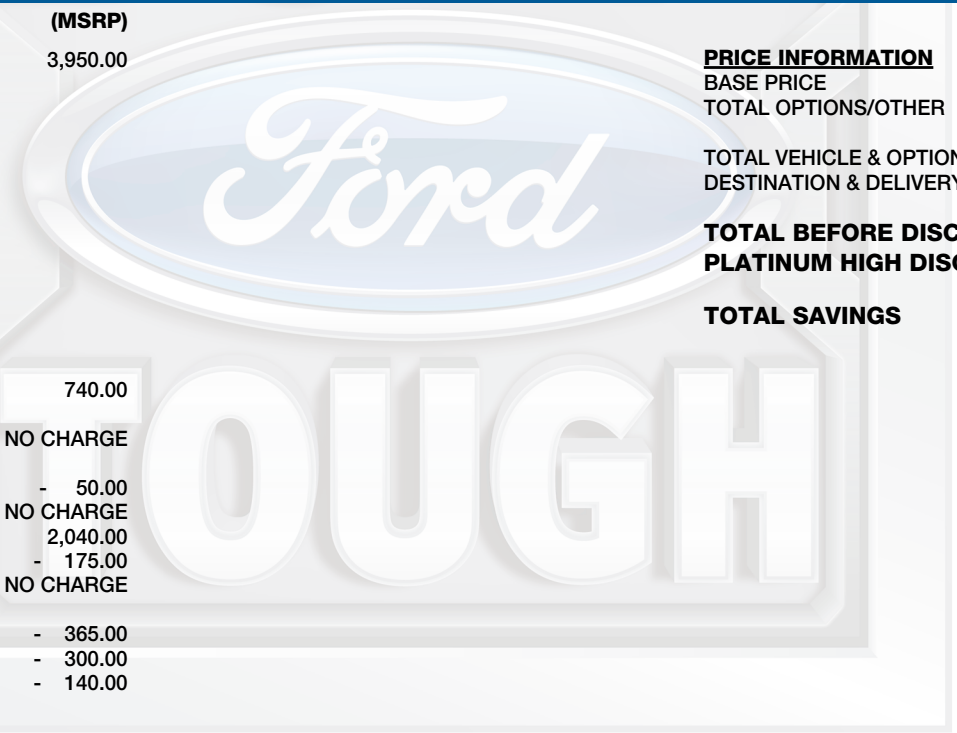 (MSRP)
3,950.00
740.00
NO CHARGE
- 50.00
NO CHARGE
2,040.00
- 175.00
NO CHARGE
- 365.00
- 300.00
- 140.00
PRICE INFORMATION
BASE PRICE
TOTAL OPTIONS/OTHER
TOTAL VEHICLE & OPTION
DESTINATION & DELIVERY
TOTAL BEFORE DISC
PLATINUM HIGH DISC
TOTAL SAVINGS
Ford
TOUGH